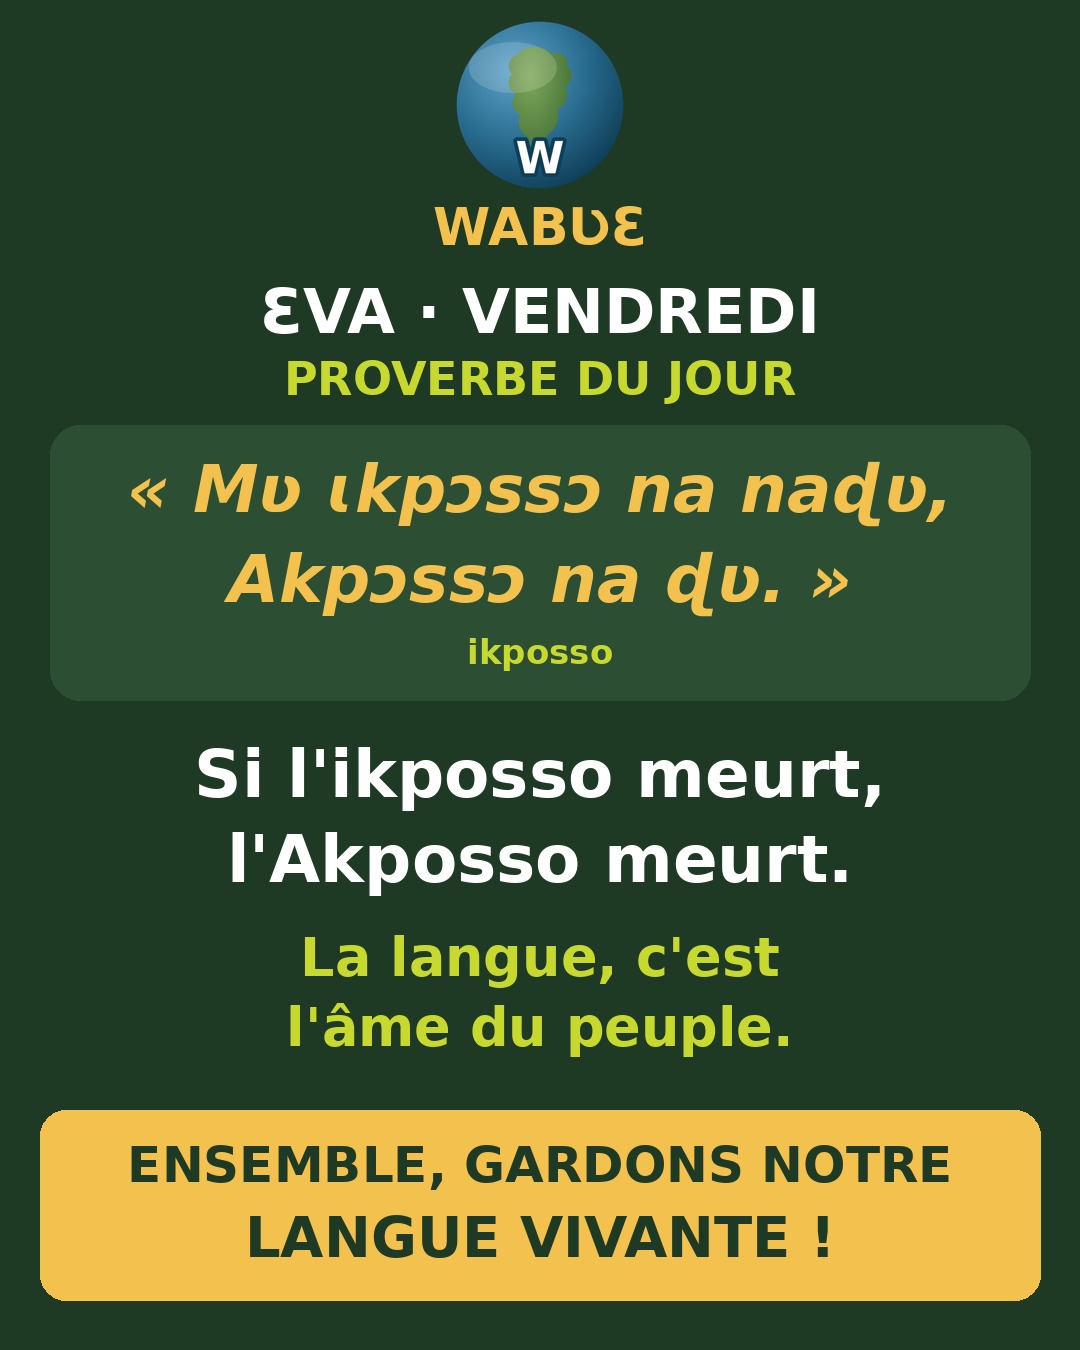 W
WABƲƐ
ƐVA · VENDREDI
PROVERBE DU JOUR
« Mʋ ɩkpɔssɔ na naɖʋ,
Akpɔssɔ na ɖʋ. »
ikposso
Si l'ikposso meurt,
l'Akposso meurt.
La langue, c'est
l'âme du peuple.
ENSEMBLE, GARDONS NOTRE
LANGUE VIVANTE !